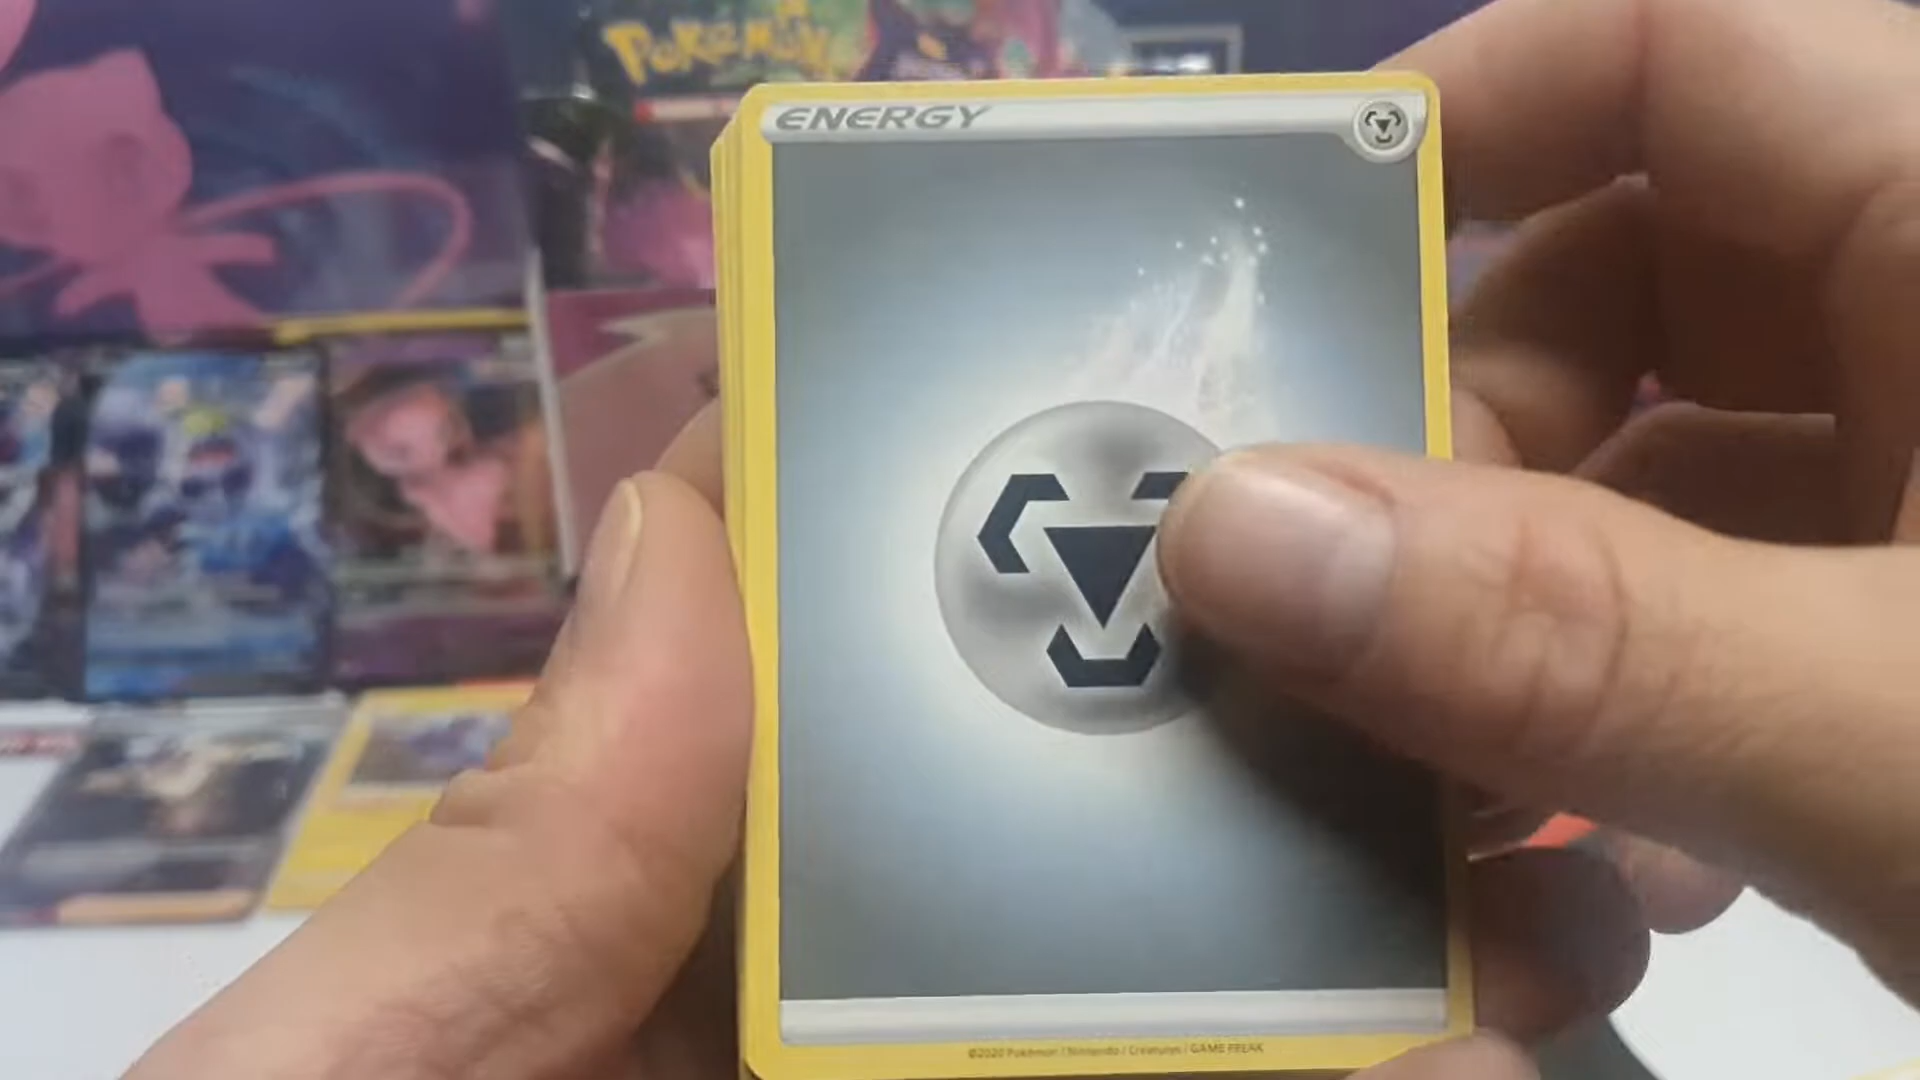 Pokémon
ENERGY
©2020 Pokémon / Nintendo / Creatures / GAME FREAK